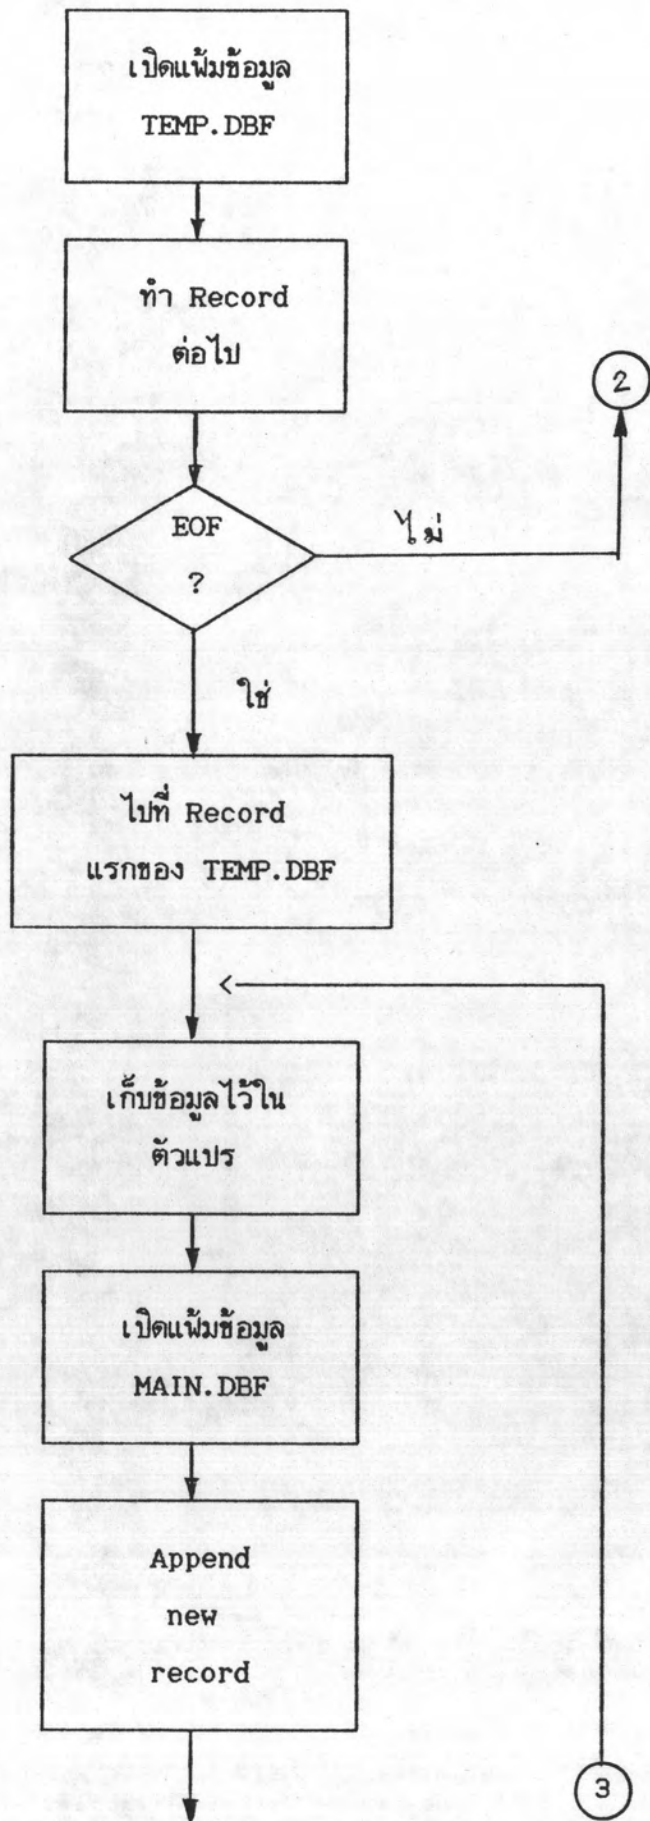 เปิดแฟ้มข้อมูล
TEMP.DBF
ทำ Record
ต่อไป
2
EOF
?
ไม่
ใช่
ไปที่ Record
แรกของ TEMP.DBF
เก็บข้อมูลไว้ใน
ตัวแปร
เปิดแฟ้มข้อมูล
MAIN.DBF
Append
new
record
3